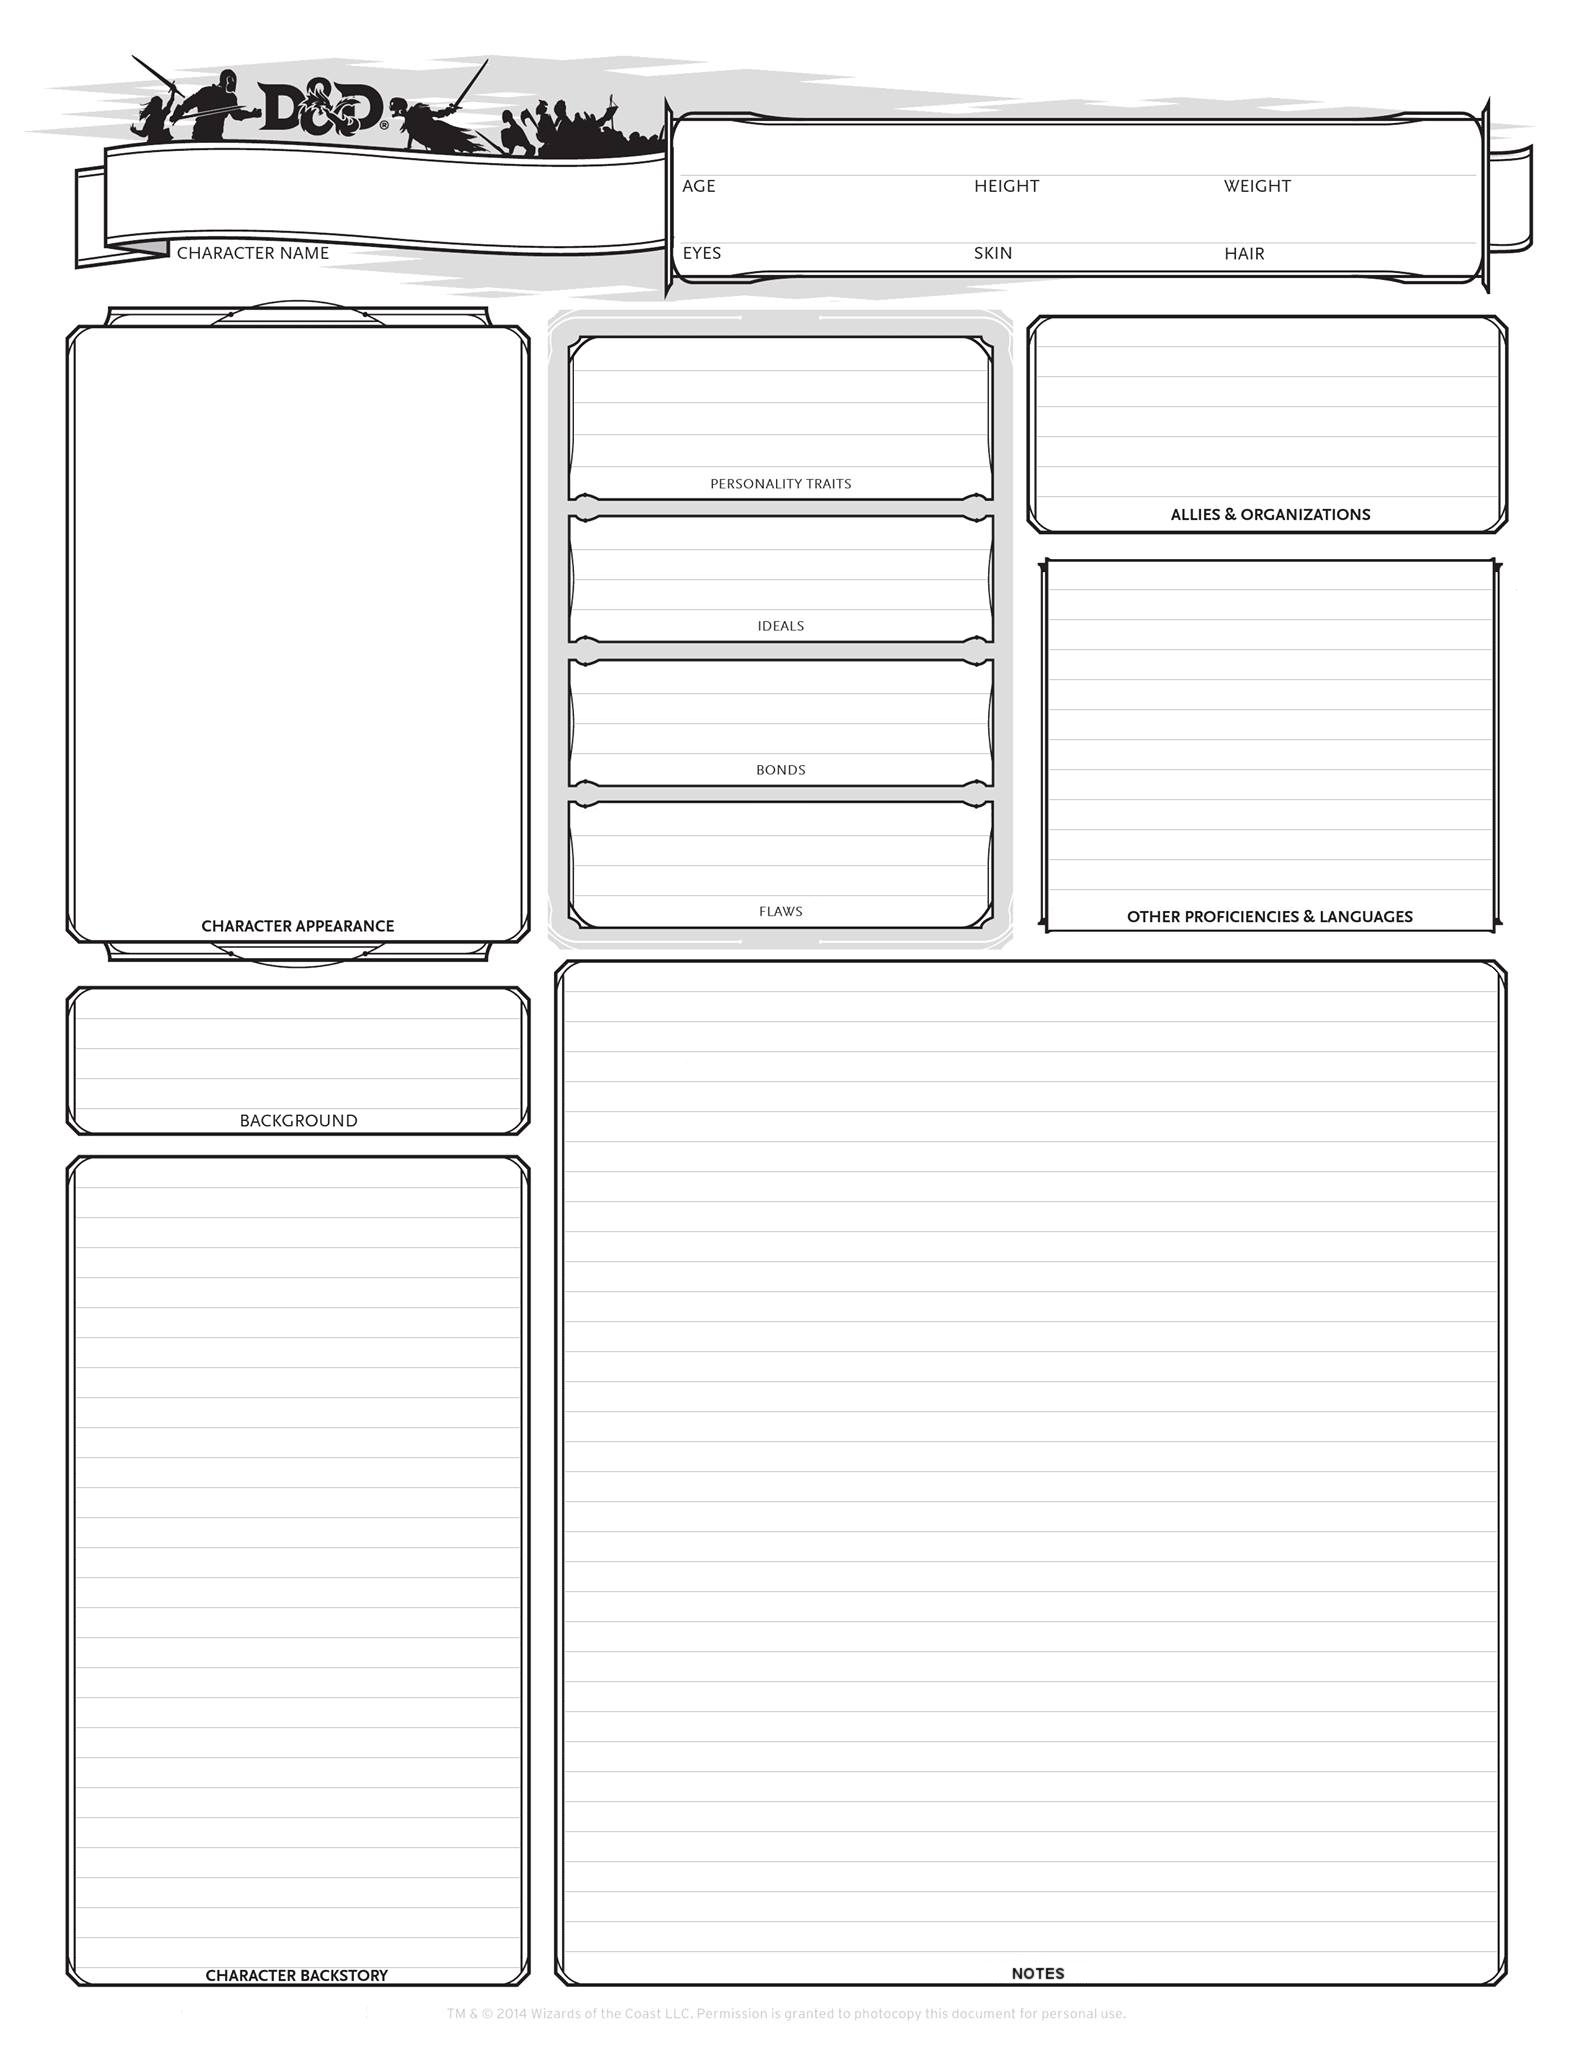 D&D®
AGE HEIGHT WEIGHT
CHARACTER NAME
EYES SKIN HAIR
PERSONALITY TRAITS
ALLIES & ORGANIZATIONS
IDEALS
BONDS
FLAWS
OTHER PROFICIENCIES & LANGUAGES
CHARACTER APPEARANCE
BACKGROUND
CHARACTER BACKSTORY
NOTES
TM & © 2014 Wizards of the Coast LLC. Permission is granted to photocopy this document for personal use.